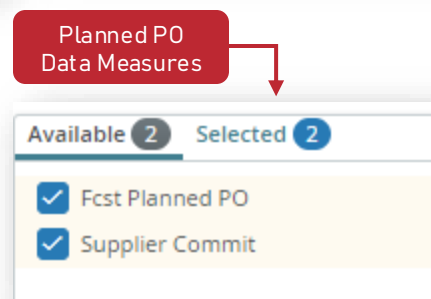 Planned PO
Data Measures
Available 2 Selected 2
Fcst Planned PO
Supplier Commit